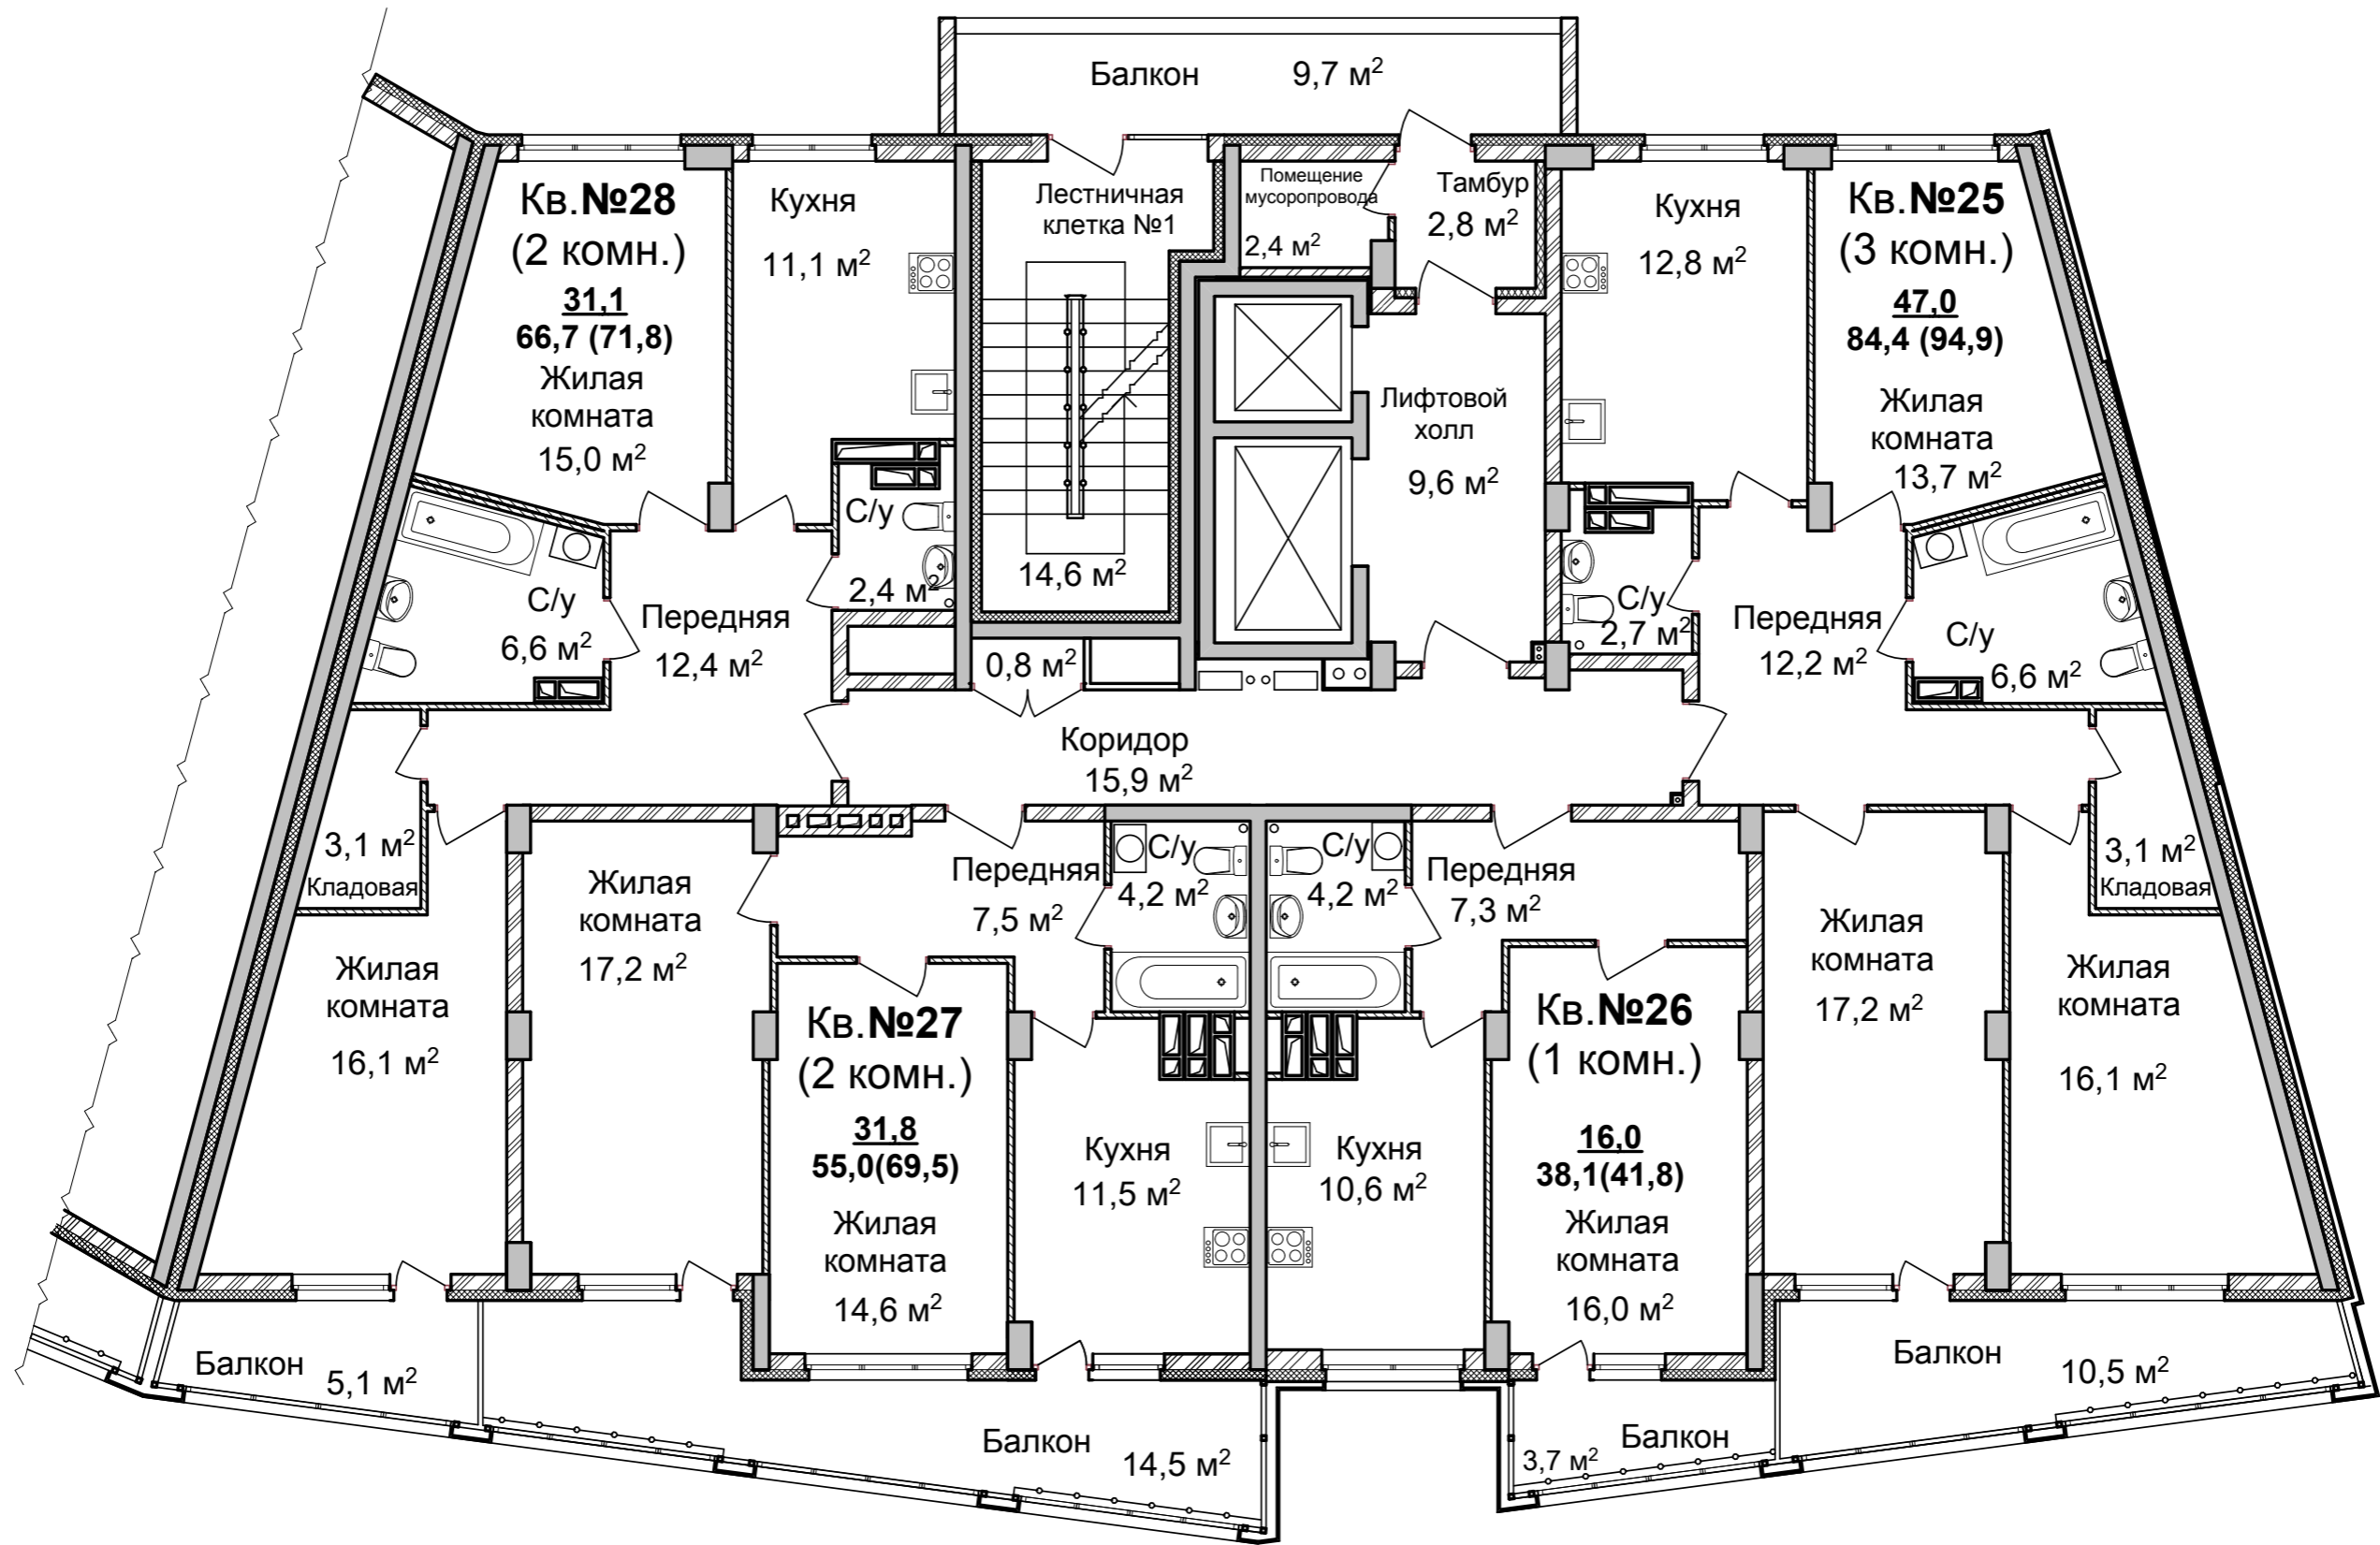 Балкон 9,7 м²
Кв.№28
(2 комн.)
31,1
66,7 (71,8)
Жилая
комната
15,0 м²
Кухня
11,1 м²
Лестничная
клетка №1
14,6 м²
Помещение
мусоропровода
2,4 м²
Тамбур
2,8 м²
Кухня
12,8 м²
Кв.№25
(3 комн.)
47,0
84,4 (94,9)
Жилая
комната
13,7 м²
Лифтовой
холл
9,6 м²
С/у
2,4 м²
С/у
6,6 м²
Передняя
12,4 м²
0,8 м²
С/у
2,7 м²
Передняя
12,2 м²
С/у
6,6 м²
Коридор
15,9 м²
3,1 м²
Кладовая
Жилая
комната
16,1 м²
Жилая
комната
17,2 м²
Передняя
7,5 м²
С/у
4,2 м²
С/у
4,2 м²
Передняя
7,3 м²
Жилая
комната
17,2 м²
3,1 м²
Кладовая
Жилая
комната
16,1 м²
Кв.№27
(2 комн.)
31,8
55,0(69,5)
Жилая
комната
14,6 м²
Кухня
11,5 м²
Кухня
10,6 м²
Кв.№26
(1 комн.)
16,0
38,1(41,8)
Жилая
комната
16,0 м²
Балкон
5,1 м²
Балкон
14,5 м²
Балкон
3,7 м²
Балкон
10,5 м²